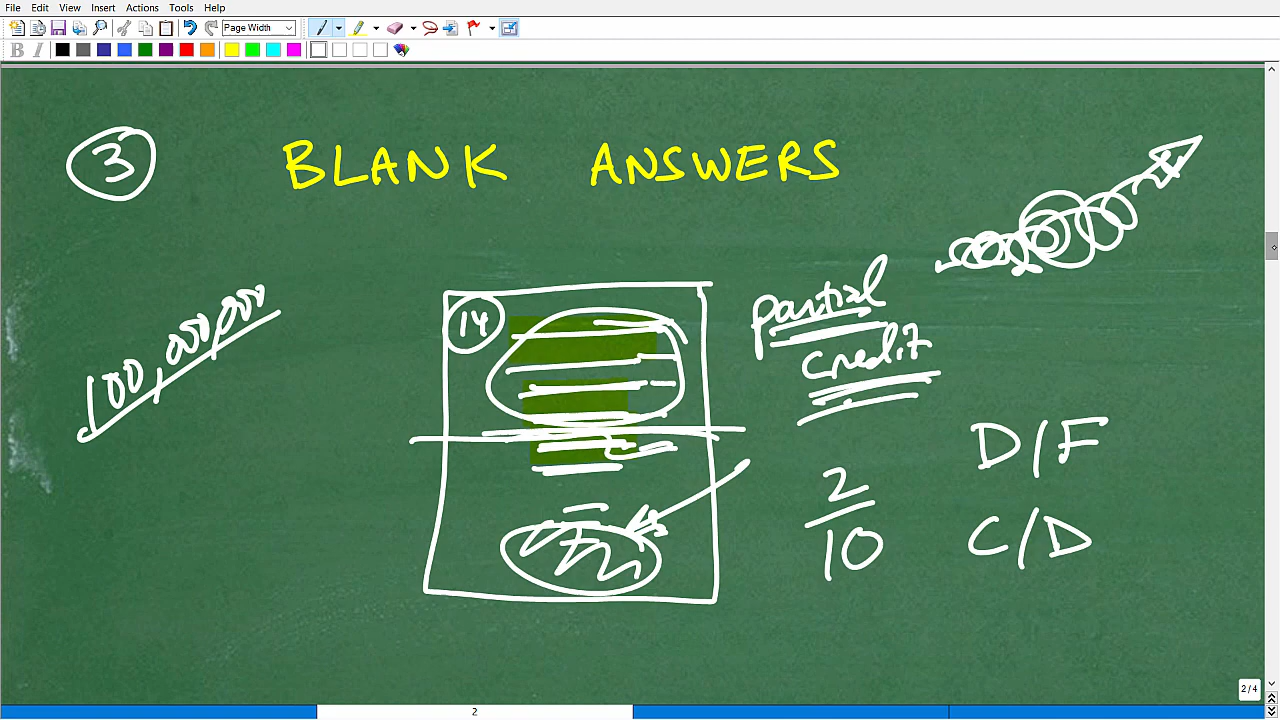 File Edit View Insert Actions Tools Help
Page Width
B I
3 BLANK ANSWERS
100,000,000
14
partial
credit
2
10
D/F
C/D
2/4
2